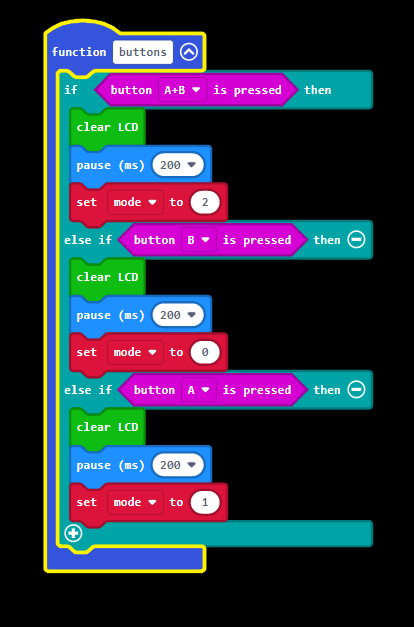 function buttons
if button A+B is pressed then
clear LCD
pause (ms) 200
set mode to 2
else if button B is pressed then
clear LCD
pause (ms) 200
set mode to 0
else if button A is pressed then
clear LCD
pause (ms) 200
set mode to 1